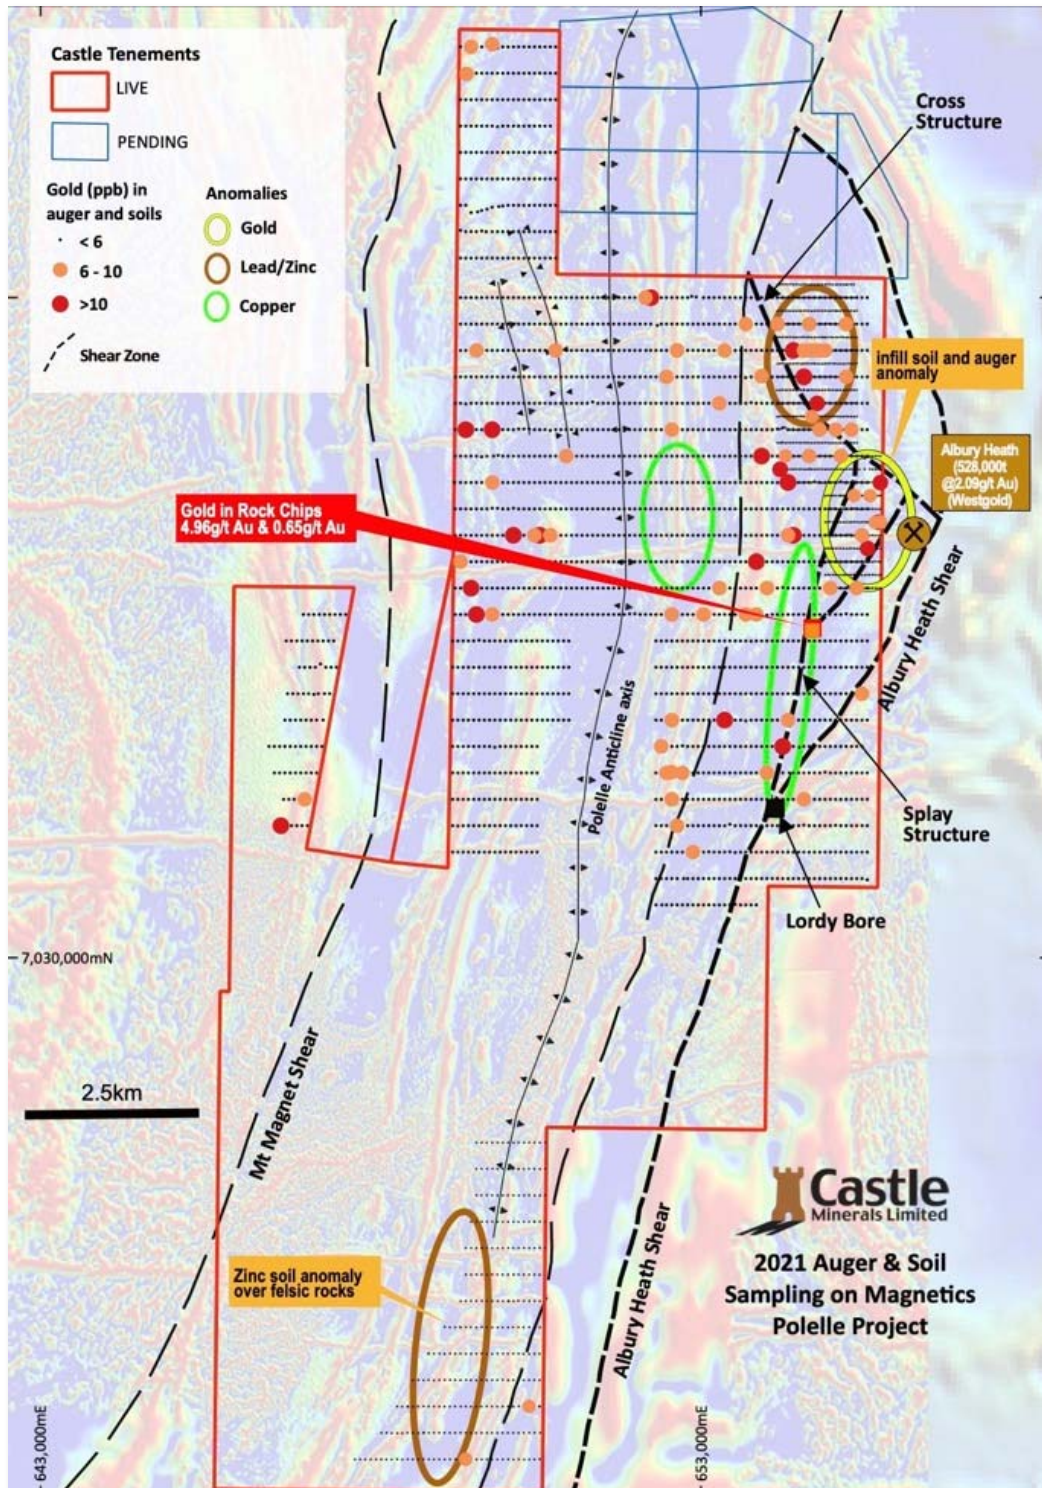 Castle Tenements
LIVE
PENDING
Gold (ppb) in
auger and soils
< 6
6 - 10
>10
Shear Zone
Anomalies
Gold
Lead/Zinc
Copper
Cross
Structure
infill soil and auger
anomaly
Albury Heath
(528,000t
@2.09g/t Au)
(Westgold)
Gold in Rock Chips
4.96g/t Au & 0.65g/t Au
Albury Heath Shear
Polelle Anticline axis
Splay
Structure
Lordy Bore
7,030,000mN
2.5km
Mt Magnet Shear
Albury Heath Shear
Zinc soil anomaly
over felsic rocks
Castle
Minerals Limited
2021 Auger & Soil
Sampling on Magnetics
Polelle Project
643,000mE
653,000mE